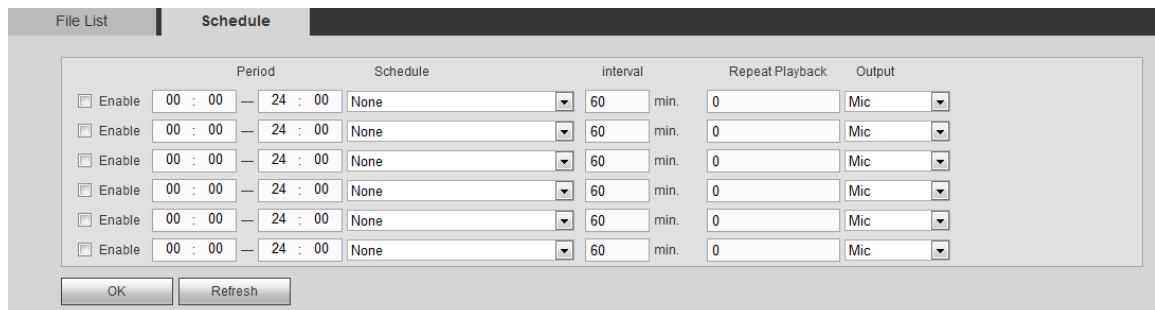 File List Schedule
Period Schedule interval Repeat Playback Output
Enable 00 : 00 — 24 : 00 None 60 min. 0 Mic
Enable 00 : 00 — 24 : 00 None 60 min. 0 Mic
Enable 00 : 00 — 24 : 00 None 60 min. 0 Mic
Enable 00 : 00 — 24 : 00 None 60 min. 0 Mic
Enable 00 : 00 — 24 : 00 None 60 min. 0 Mic
Enable 00 : 00 — 24 : 00 None 60 min. 0 Mic
OK Refresh